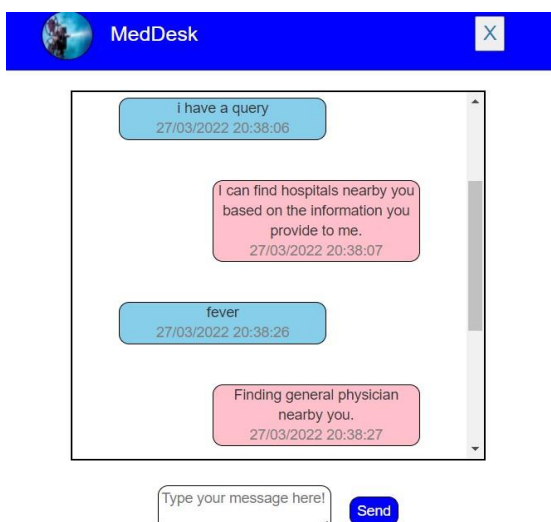 MedDesk
X
i have a query
27/03/2022 20:38:06
I can find hospitals nearby you
based on the information you
provide to me.
27/03/2022 20:38:07
fever
27/03/2022 20:38:26
Finding general physician
nearby you.
27/03/2022 20:38:27
Type your message here!
Send